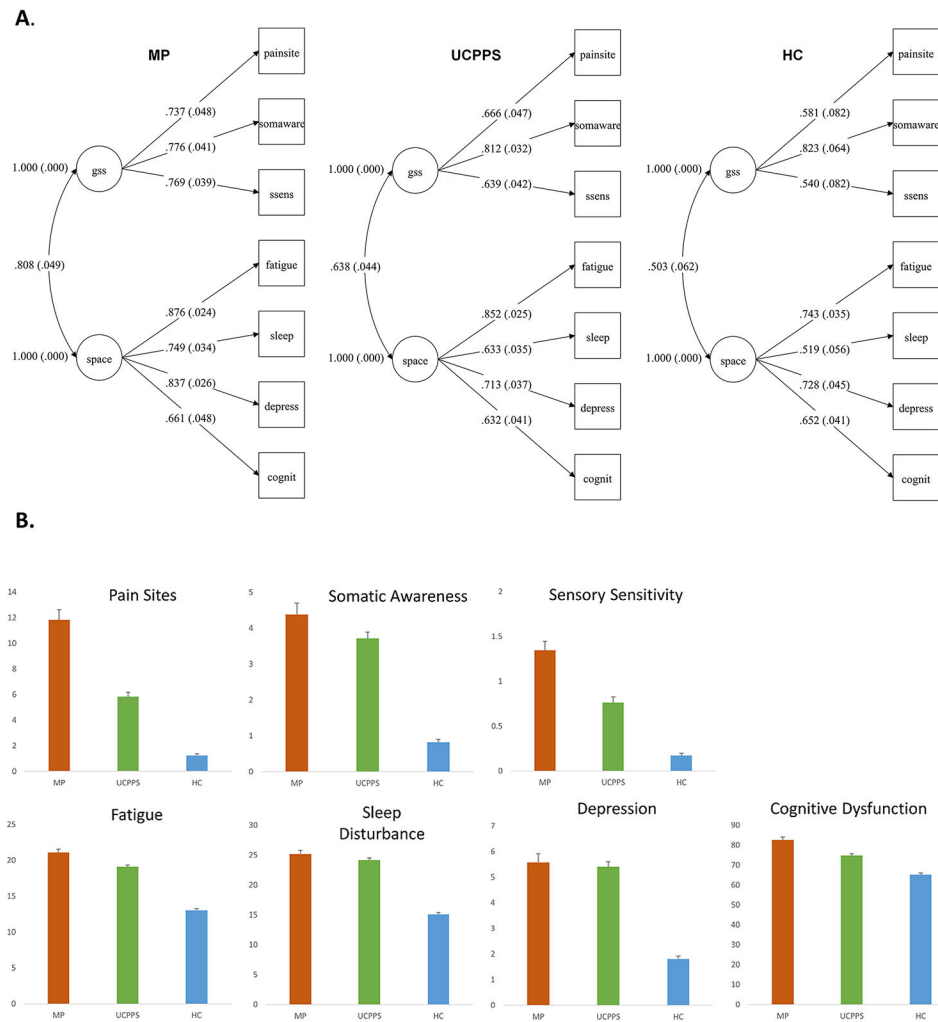 A.
MP
painsite
.737 (.048)
somaware
.776 (.041)
1.000 (.000)
gss
.769 (.039)
ssens
.808 (.049)
fatigue
.876 (.024)
sleep
.749 (.034)
1.000 (.000)
space
.837 (.026)
depress
.661 (.048)
cognit
UCPPS
painsite
.666 (.047)
somaware
.812 (.032)
1.000 (.000)
gss
.639 (.042)
ssens
.638 (.044)
fatigue
.852 (.025)
sleep
.633 (.035)
1.000 (.000)
space
.713 (.037)
depress
.632 (.041)
cognit
HC
painsite
.581 (.082)
somaware
.823 (.064)
1.000 (.000)
gss
.540 (.082)
ssens
.503 (.062)
fatigue
.743 (.035)
sleep
.519 (.056)
1.000 (.000)
space
.728 (.045)
depress
.652 (.041)
cognit
B.
Pain Sites
14
12
10
8
6
4
2
0
MP UCPPS HC
Somatic Awareness
5
4
3
2
1
0
MP UCPPS HC
Sensory Sensitivity
2
1.5
1
0.5
0
MP UCPPS HC
Fatigue
25
20
15
10
5
0
MP UCPPS HC
Sleep
Disturbance
30
25
20
15
10
5
0
MP UCPPS HC
Depression
7
6
5
4
3
2
1
0
MP UCPPS HC
Cognitive Dysfunction
90
80
70
60
50
40
30
20
10
0
MP UCPPS HC